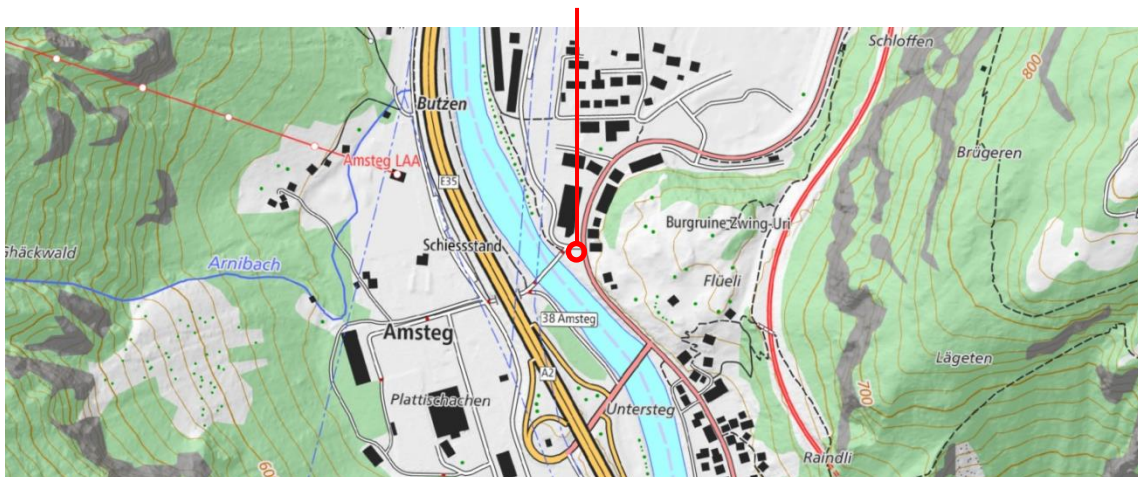 Schloffen
800
Butzen
Brügeren
Amsteg LAA
E35
Burgruine Zwing-Uri
Schiessstand
Arnibach
Flüeli
38 Amsteg
Amsteg
Lägeten
A2
700
Plattischachen
Untersteg
Raindli